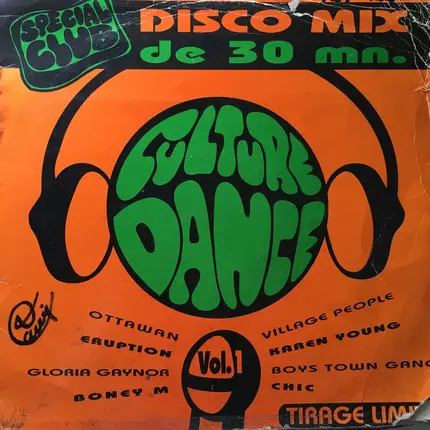 SPECIAL CLUB
DISCO MIX
de 30 mn.
CULTURE
DANCE
OTTAWAN
VILLAGE PEOPLE
ERUPTION
KAREN YOUNG
GLORIA GAYNOR
Vol.1
BOYS TOWN GANG
BONEY M
CHIC
TIRAGE LIMI